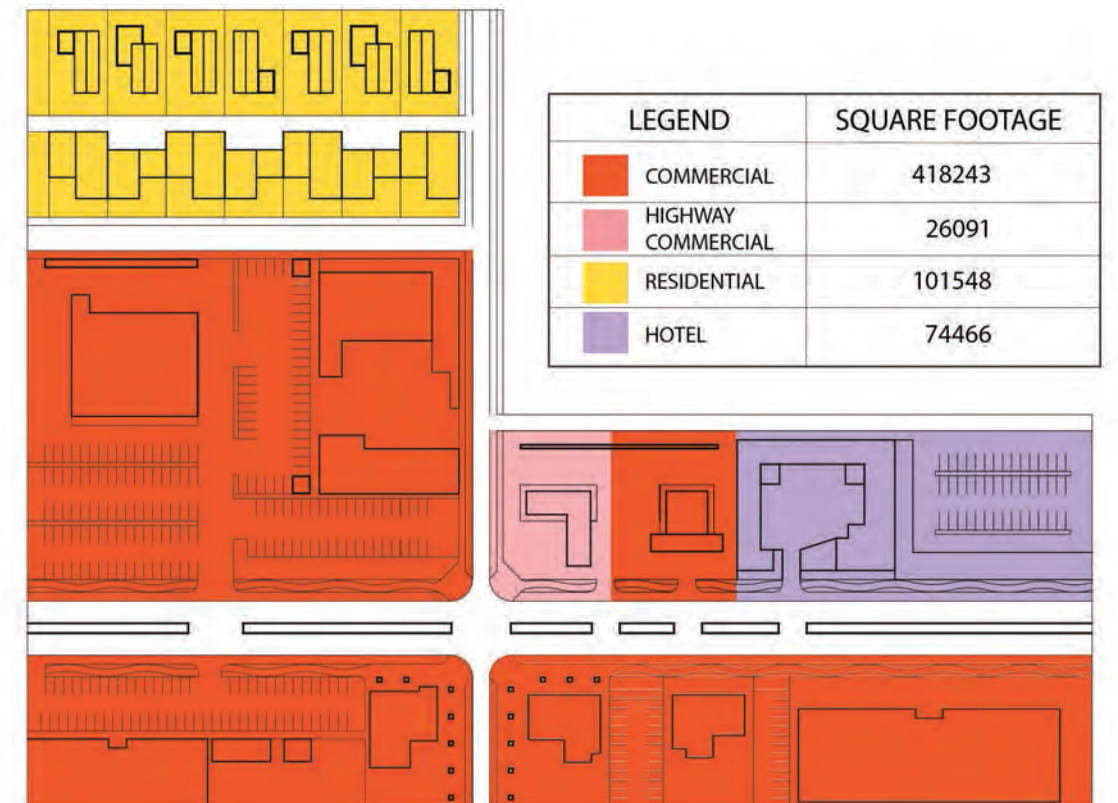 LEGEND SQUARE FOOTAGE
COMMERCIAL 418243
HIGHWAY
COMMERCIAL 26091
RESIDENTIAL 101548
HOTEL 74466